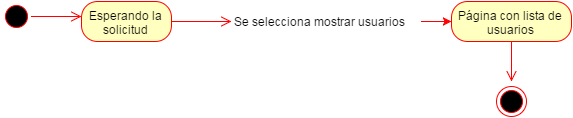 Esperando la
solicitud
Se selecciona mostrar usuarios
Página con lista de
usuarios